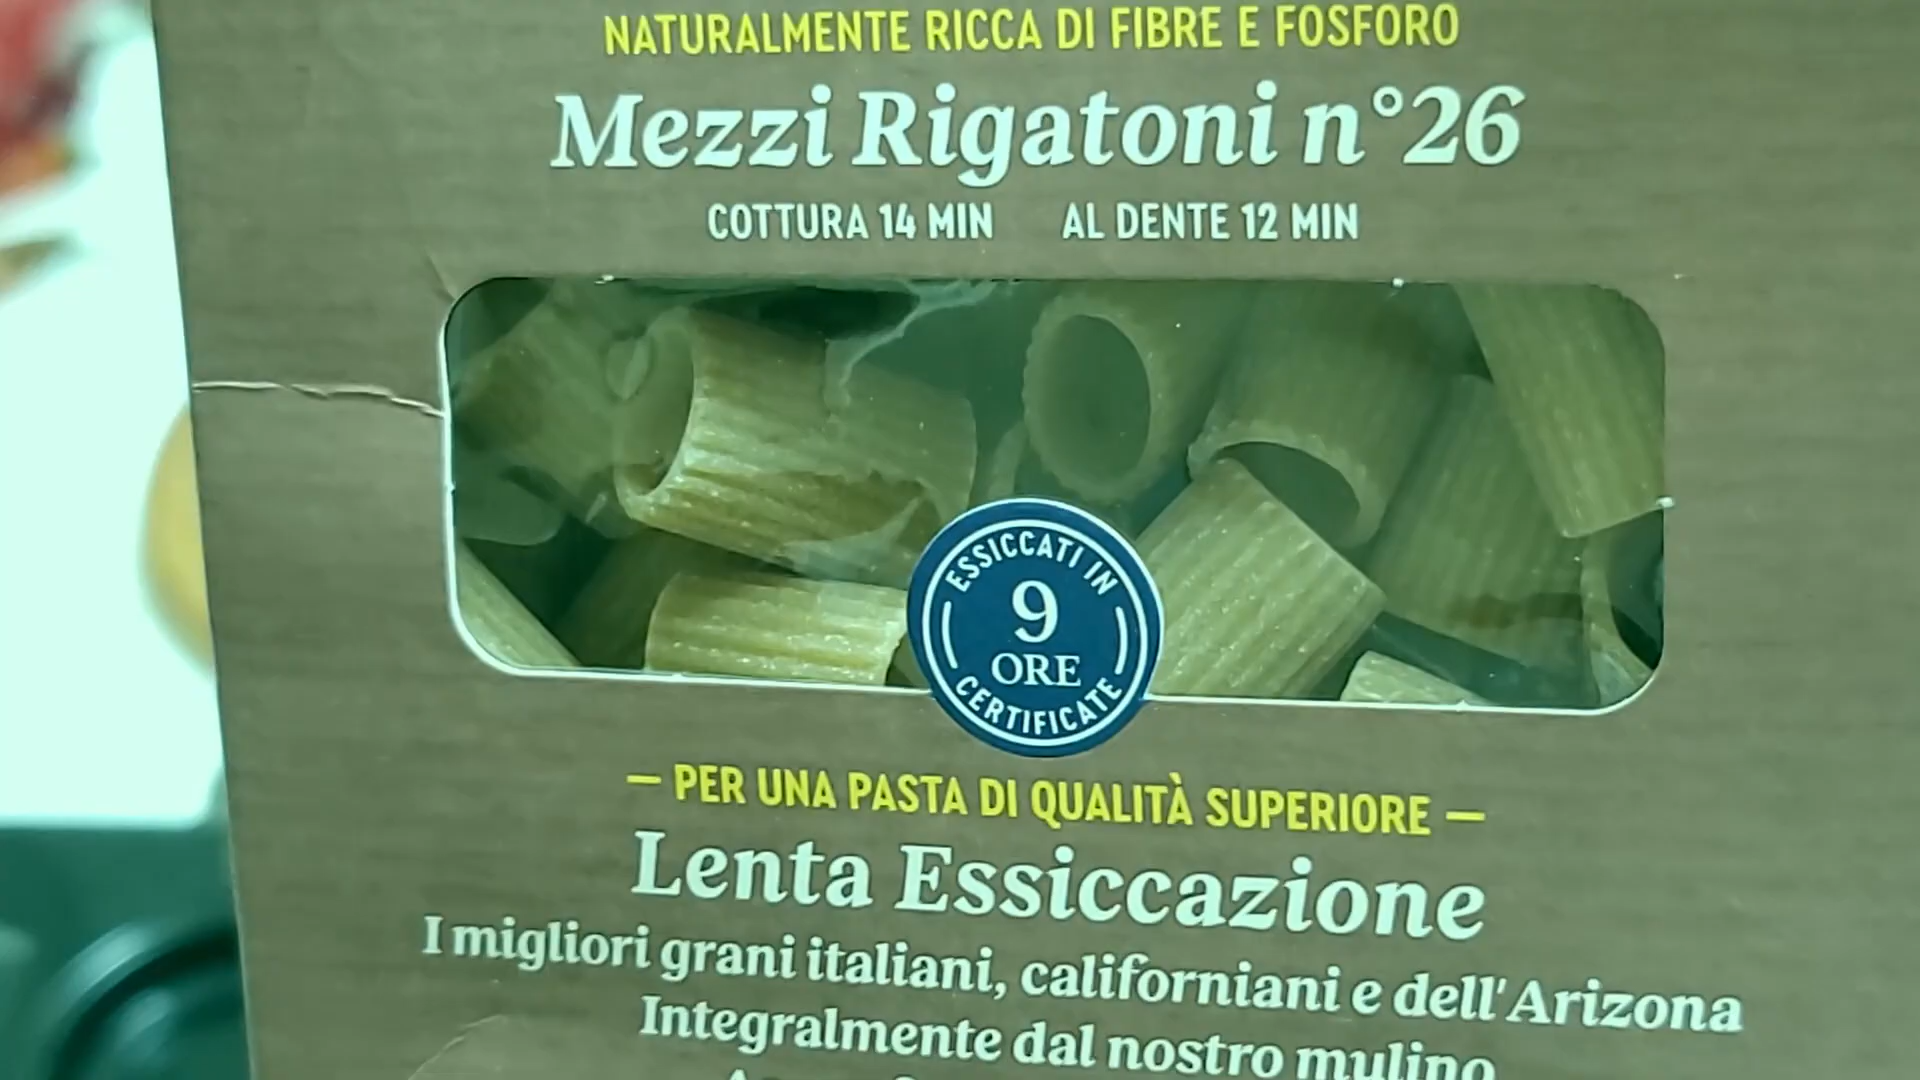 NATURALMENTE RICCA DI FIBRE E FOSFORO
Mezzi Rigatoni n°26
COTTURA 14 MIN AL DENTE 12 MIN
ESSICCATI IN
9
ORE
CERTIFICATE
— PER UNA PASTA DI QUALITÀ SUPERIORE —
Lenta Essiccazione
I migliori grani italiani, californiani e dell'Arizona
Integralmente dal nostro mulino